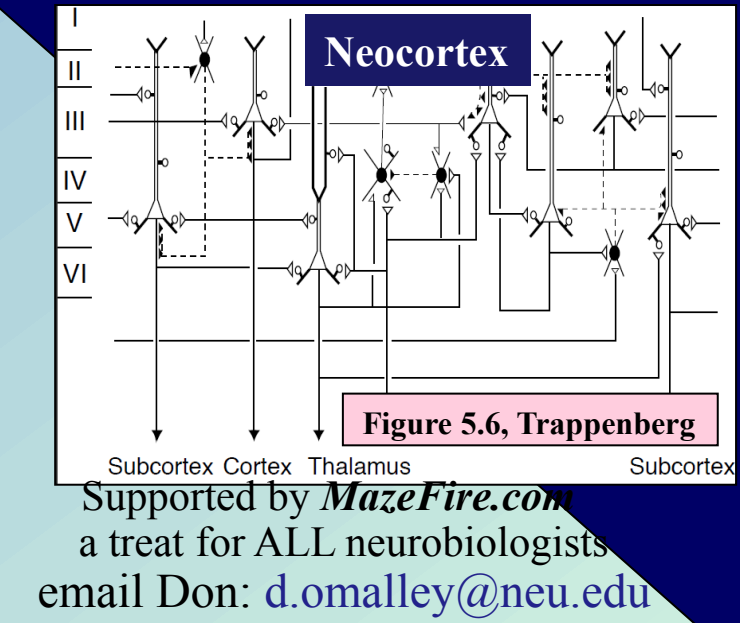 I
Neocortex
II
III
IV
V
VI
Figure 5.6, Trappenberg
Subcortex Cortex Thalamus Subcortex
Supported by MazeFire.com
a treat for ALL neurobiologists
email Don: d.omalley@neu.edu